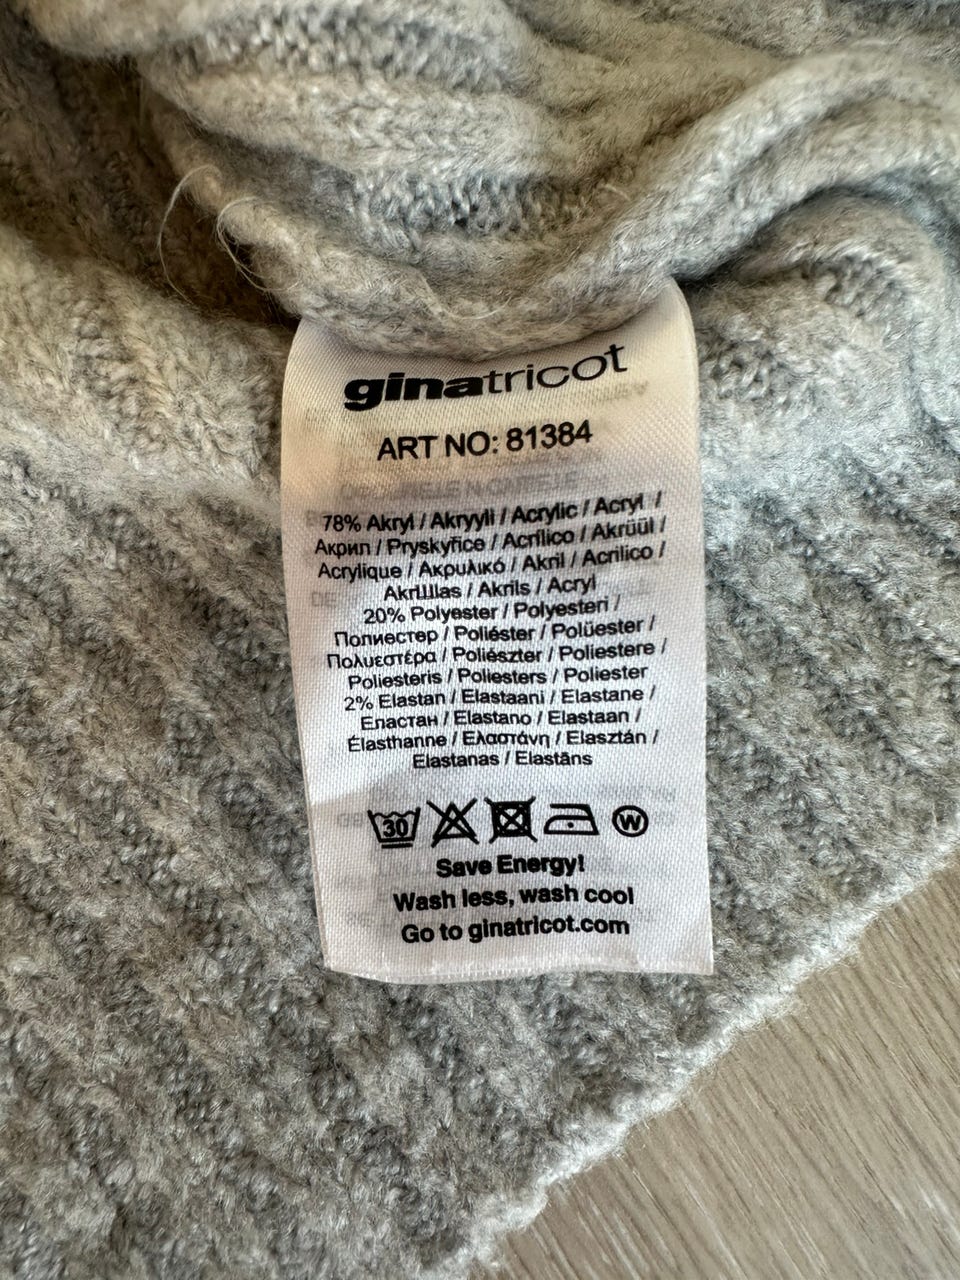 ginatricot
ART NO: 81384
78% Akryl / Akryyli / Acrylic / Acryl /
Акрил / Pryskyřice / Acrílico / Akrüül /
Acrylique / Ακρυλικό / Akril / Acrilico /
AkrШlas / Akrils / Acryl
20% Polyester / Polyesteri /
Полиестер / Poliéster / Polüester /
Πολυεστέρα / Poliészter / Poliestere /
Poliesteris / Poliesters / Poliester
2% Elastan / Elastaani / Elastane /
Еластан / Elastano / Elastaan /
Élasthanne / Ελαστάνη / Elasztán /
Elastanas / Elastāns
30 W
Save Energy!
Wash less, wash cool
Go to ginatricot.com